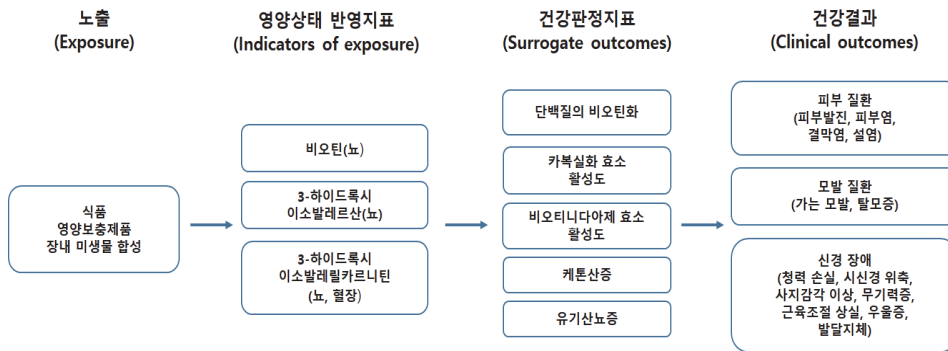 노출
(Exposure)
영양상태 반영지표
(Indicators of exposure)
건강판정지표
(Surrogate outcomes)
건강결과
(Clinical outcomes)
식품
영양보충제품
장내 미생물 합성
비오틴(뇨)
3-하이드록시
이소발레르산(뇨)
3-하이드록시
이소발레릴카르니틴
(뇨, 혈장)
단백질의 비오틴화
카복실화 효소
활성도
비오티니다아제 효소
활성도
케톤산증
유기산뇨증
피부 질환
(피부발진, 피부염,
결막염, 설염)
모발 질환
(가는 모발, 탈모증)
신경 장애
(청력 손실, 시신경 위축,
사지감각 이상, 무기력증,
근육조절 상실, 우울증,
발달지체)